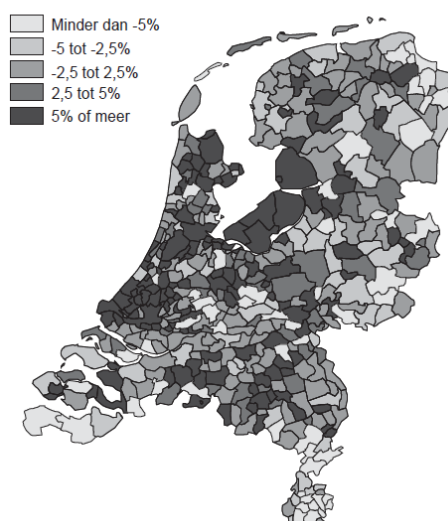 Minder dan -5%
-5 tot -2,5%
-2,5 tot 2,5%
2,5 tot 5%
5% of meer